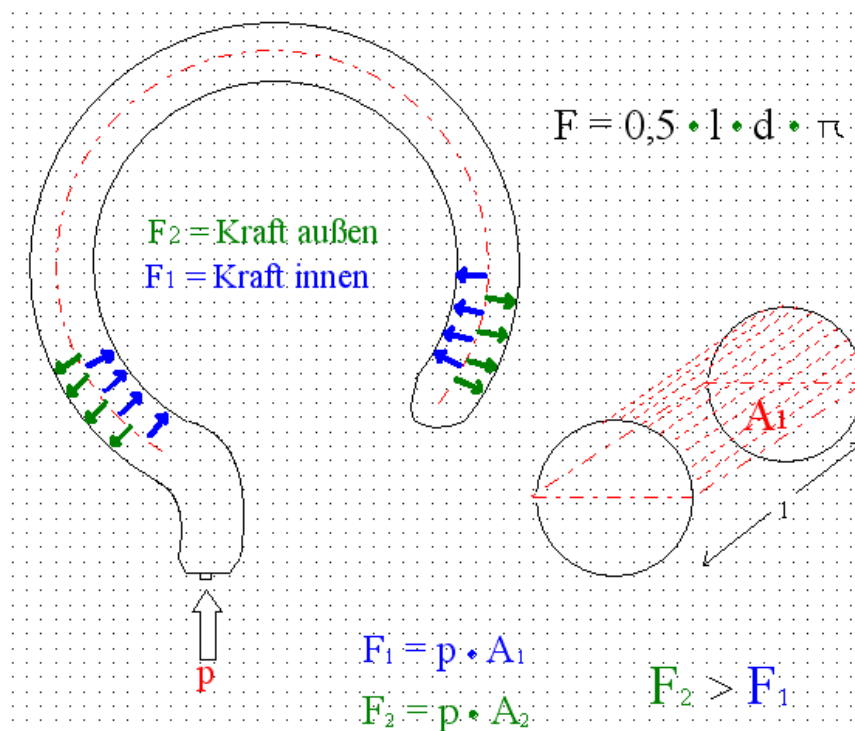 F = 0,5 • l • d • π
F₂ = Kraft außen
F₁ = Kraft innen
A₁
l
p
F₁ = p • A₁
F₂ = p • A₂
F₂ > F₁